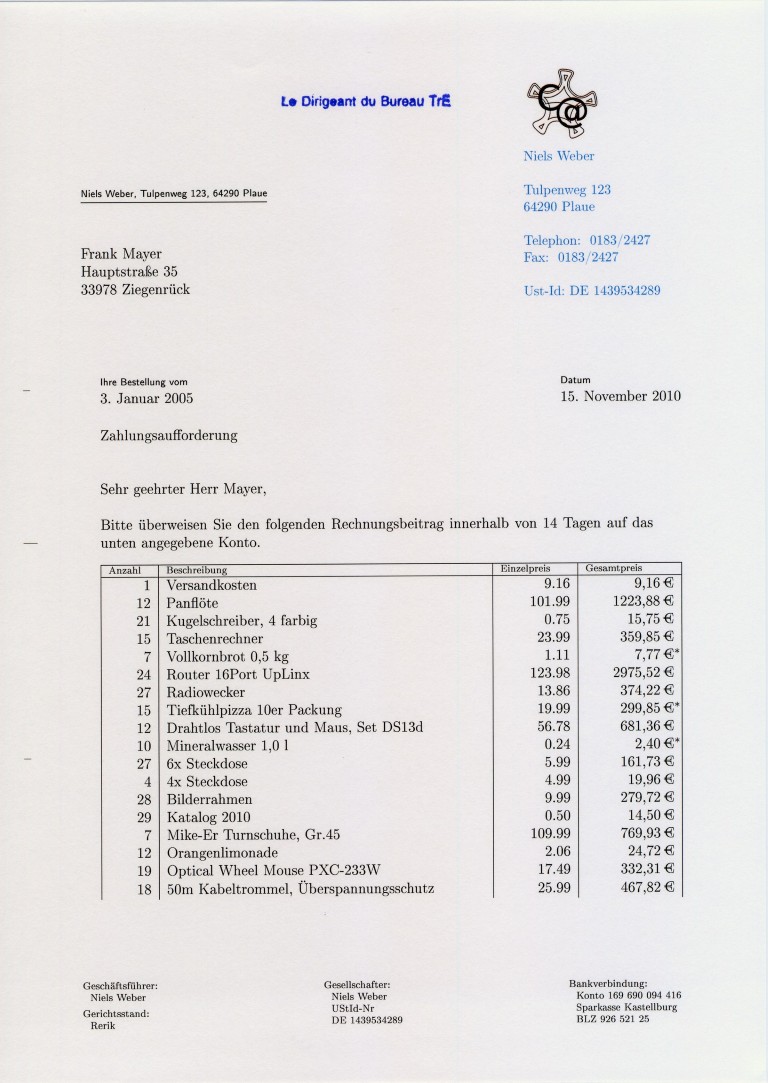 Le Dirigeant du Bureau TrË
C@
Niels Weber
Tulpenweg 123
64290 Plaue
Telephon: 0183/2427
Fax: 0183/2427
Ust-Id: DE 1439534289
Niels Weber, Tulpenweg 123, 64290 Plaue
Frank Mayer
Hauptstraße 35
33978 Ziegenrück
Ihre Bestellung vom
3. Januar 2005
Datum
15. November 2010
Zahlungsaufforderung
Sehr geehrter Herr Mayer,
Bitte überweisen Sie den folgenden Rechnungsbeitrag innerhalb von 14 Tagen auf das
unten angegebene Konto.
Anzahl Beschreibung Einzelpreis Gesamtpreis
1 Versandkosten 9.16 9,16 €
12 Panflöte 101.99 1223,88 €
21 Kugelschreiber, 4 farbig 0.75 15,75 €
15 Taschenrechner 23.99 359,85 €
7 Vollkornbrot 0,5 kg 1.11 7,77 €*
24 Router 16Port UpLinx 123.98 2975,52 €
27 Radiowecker 13.86 374,22 €
15 Tiefkühlpizza 10er Packung 19.99 299,85 €*
12 Drahtlos Tastatur und Maus, Set DS13d 56.78 681,36 €
10 Mineralwasser 1,0 l 0.24 2,40 €*
27 6x Steckdose 5.99 161,73 €
4 4x Steckdose 4.99 19,96 €
28 Bilderrahmen 9.99 279,72 €
29 Katalog 2010 0.50 14,50 €
7 Mike-Er Turnschuhe, Gr.45 109.99 769,93 €
12 Orangenlimonade 2.06 24,72 €
19 Optical Wheel Mouse PXC-233W 17.49 332,31 €
18 50m Kabeltrommel, Überspannungsschutz 25.99 467,82 €
Geschäftsführer:
Niels Weber
Gerichtsstand:
Rerik
Gesellschafter:
Niels Weber
UStId-Nr
DE 1439534289
Bankverbindung:
Konto 169 690 094 416
Sparkasse Kastellburg
BLZ 926 521 25